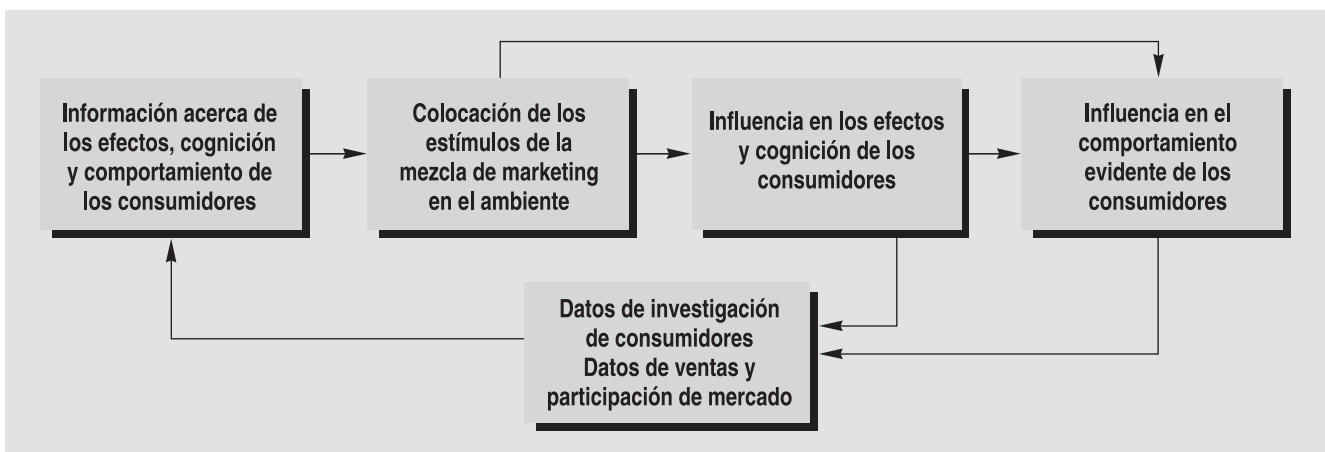 Información acerca de
los efectos, cognición
y comportamiento de
los consumidores
Colocación de los
estímulos de la
mezcla de marketing
en el ambiente
Influencia en los efectos
y cognición de los
consumidores
Influencia en el
comportamiento
evidente de los
consumidores
Datos de investigación
de consumidores
Datos de ventas y
participación de mercado